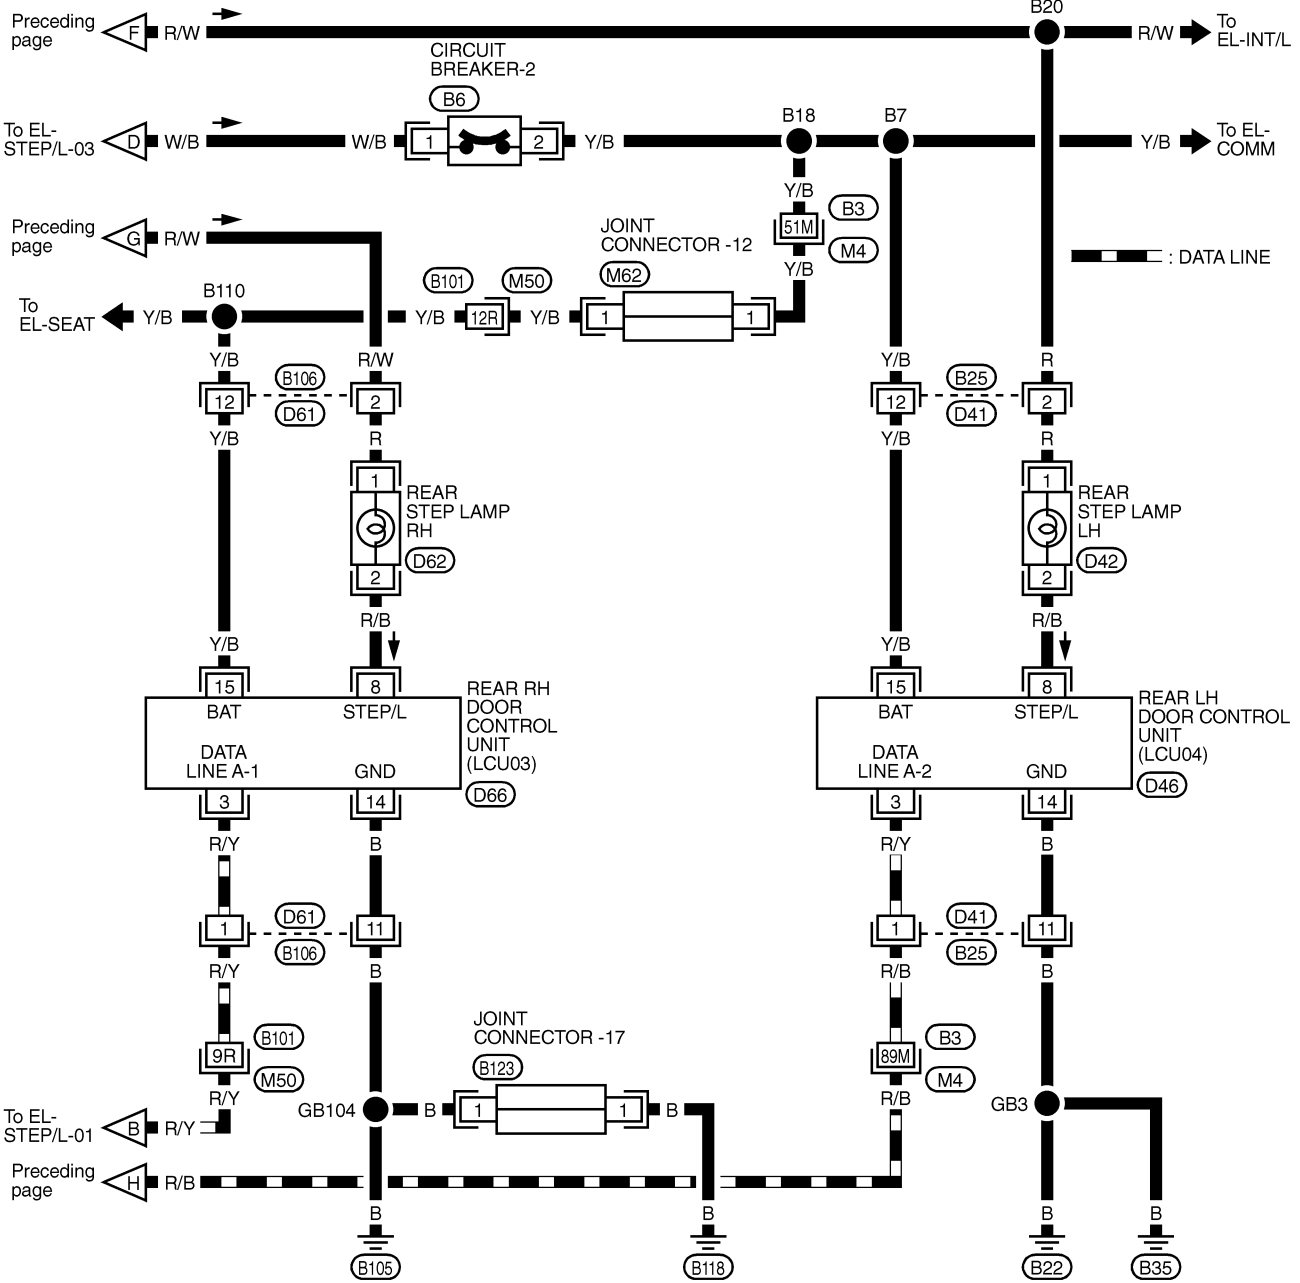 Preceding
page
F
R/W
B20
R/W
To
EL-INT/L
CIRCUIT
BREAKER-2
B6
To EL-
STEP/L-03
D
W/B
W/B
1
2
Y/B
B18
B7
Y/B
To EL-
COMM
Y/B
51M
B3
M4
Y/B
Preceding
page
G
R/W
JOINT
CONNECTOR -12
M62
: DATA LINE
To
EL-SEAT
Y/B
B110
Y/B
B101
12R
M50
Y/B
1
1
Y/B
R/W
Y/B
R
12
B106
D61
2
12
B25
D41
2
Y/B
R
Y/B
R
1
REAR
STEP LAMP
RH
D62
2
1
REAR
STEP LAMP
LH
D42
2
R/B
R/B
Y/B
Y/B
15
8
15
8
BAT
STEP/L
DATA
LINE A-1
GND
REAR RH
DOOR
CONTROL
UNIT
(LCU03)
D66
BAT
STEP/L
DATA
LINE A-2
GND
REAR LH
DOOR CONTROL
UNIT
(LCU04)
D46
3
14
3
14
R/Y
B
R/Y
B
1
D61
B106
11
1
D41
B25
11
R/Y
B
R/B
B
9R
B101
M50
89M
B3
M4
R/Y
R/B
JOINT
CONNECTOR -17
B123
GB104
B
1
1
B
GB3
To EL-
STEP/L-01
B
R/Y
Preceding
page
H
R/B
B
B
B
B
B105
B118
B22
B35